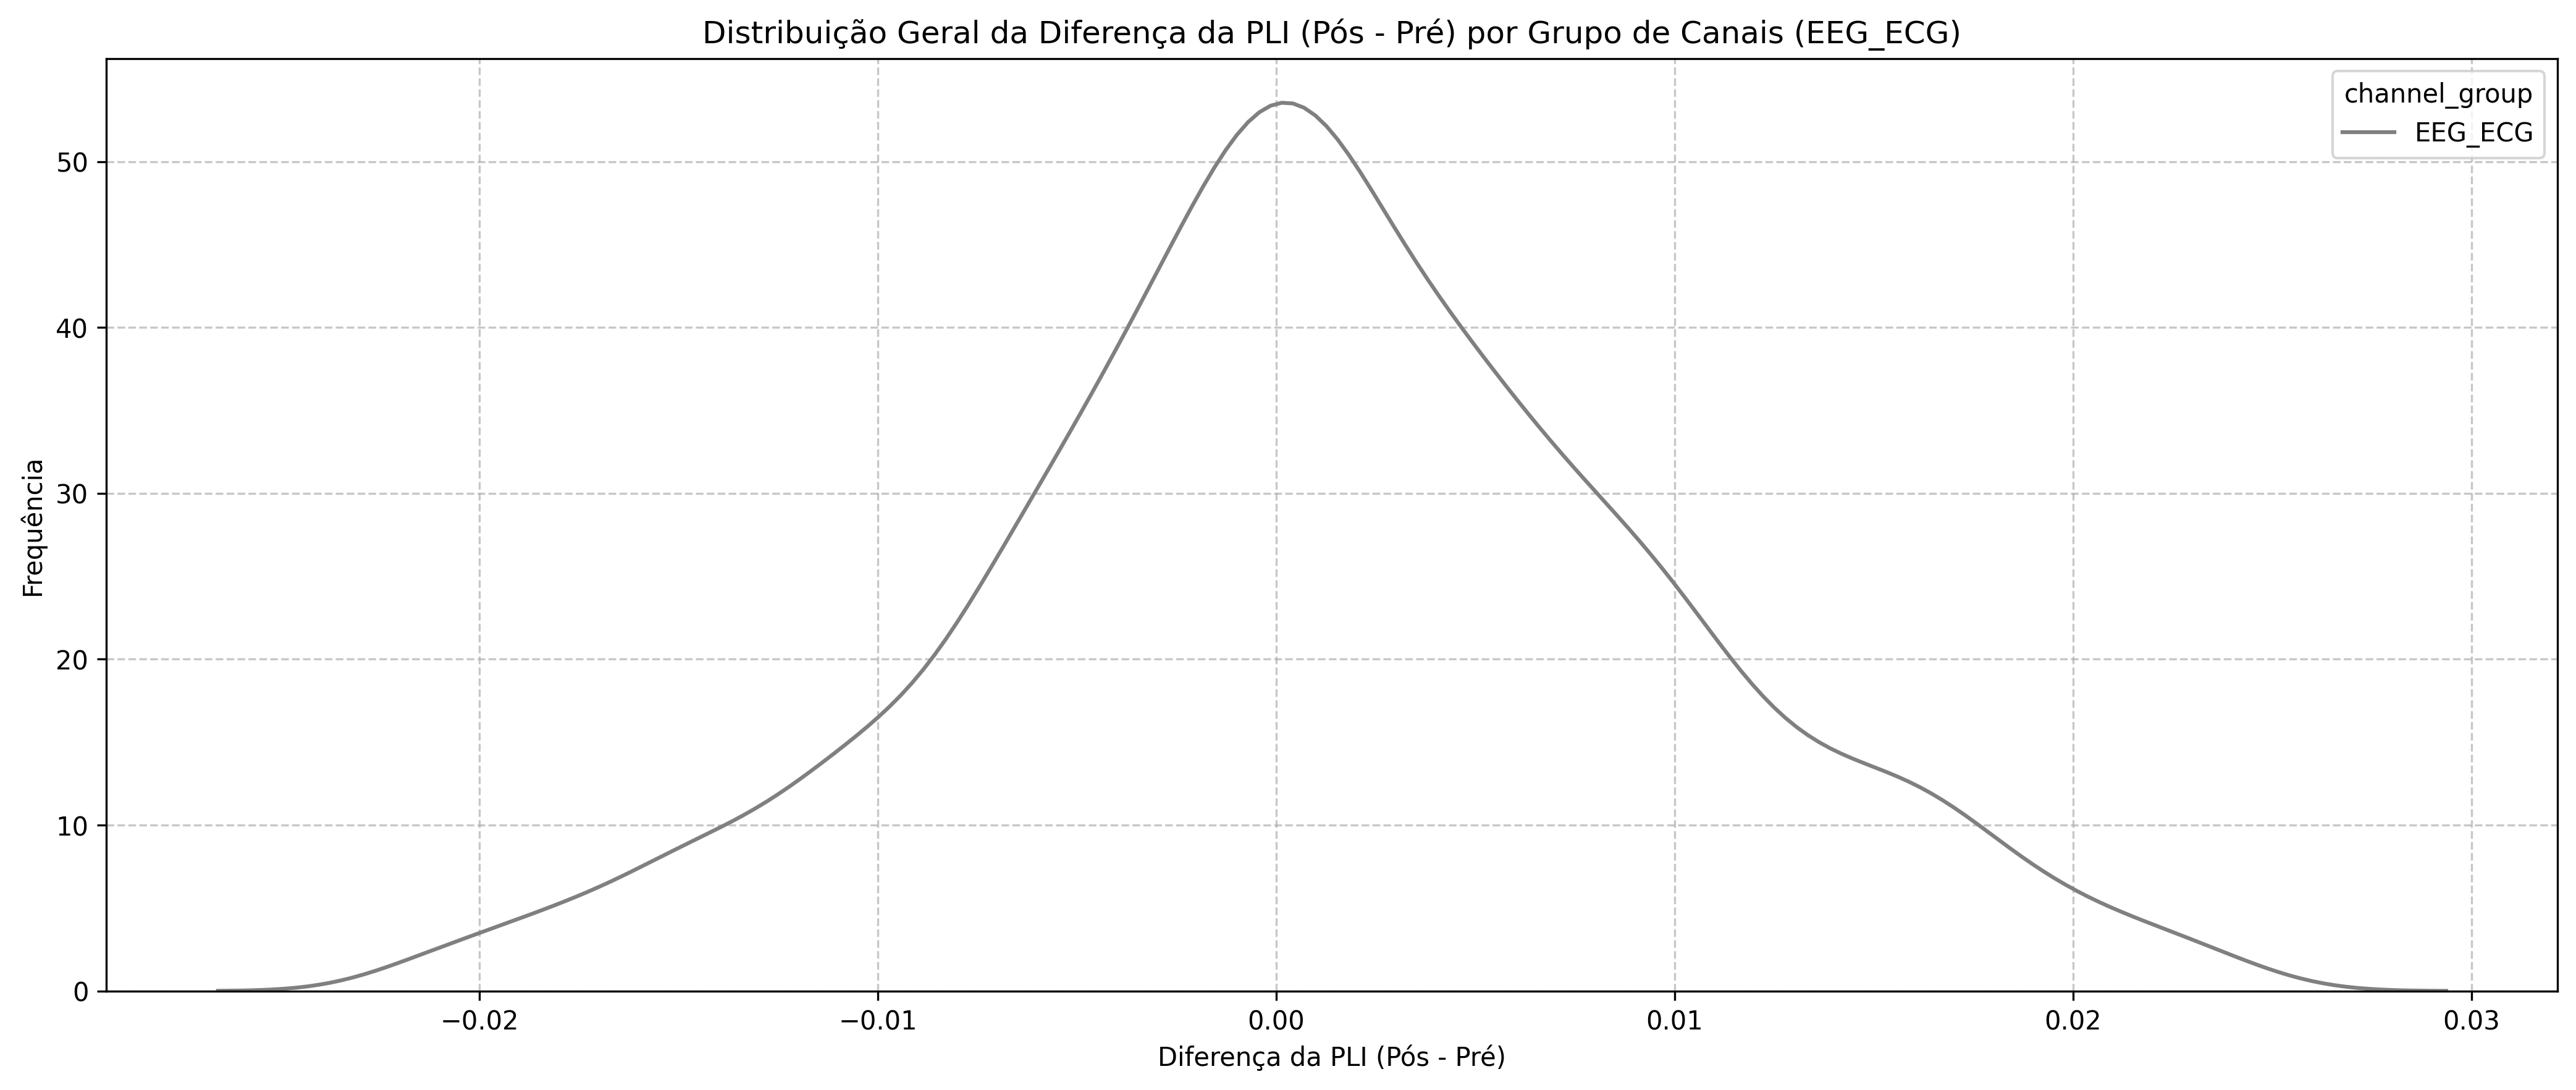 Distribuição Geral da Diferença da PLI (Pós - Pré) por Grupo de Canais (EEG_ECG)
channel_group
EEG_ECG
Frequência
50
40
30
20
10
0
−0.02
−0.01
0.00
0.01
0.02
0.03
Diferença da PLI (Pós - Pré)